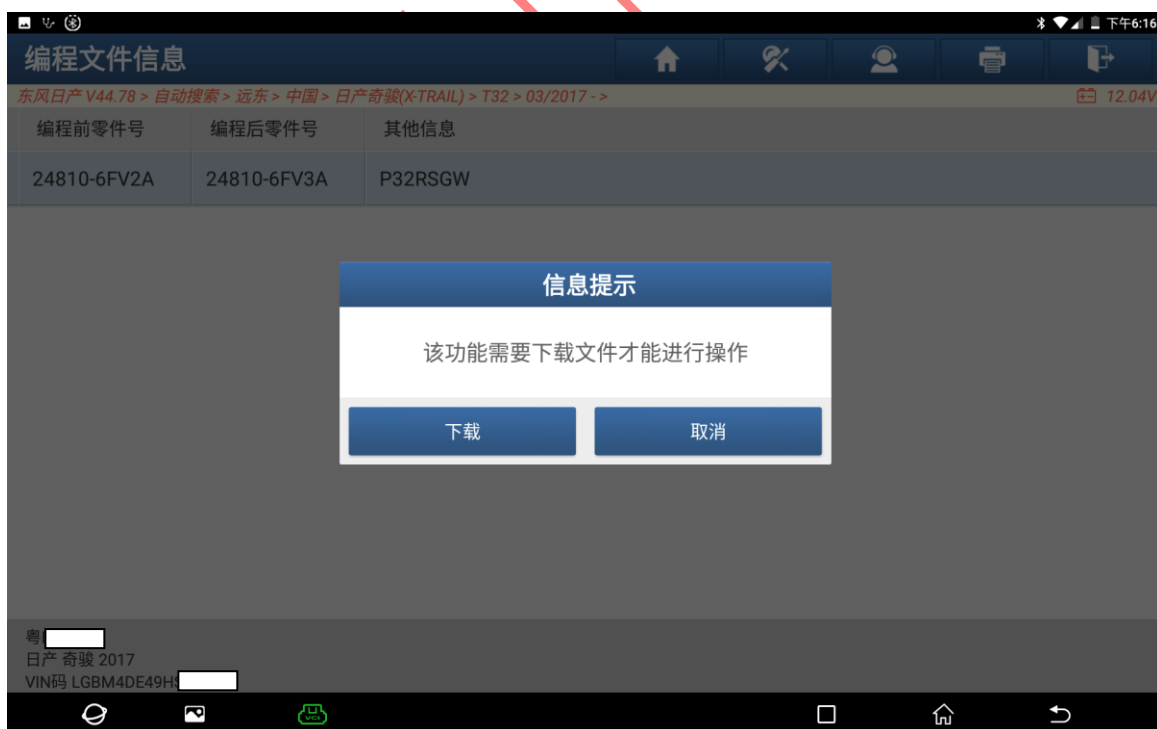 下午6:16
编程文件信息
东风日产 V44.78 > 自动搜索 > 远东 > 中国 > 日产奇骏(X-TRAIL) > T32 > 03/2017 - > 12.04V
编程前零件号 编程后零件号 其他信息
24810-6FV2A 24810-6FV3A P32RSGW
信息提示
该功能需要下载文件才能进行操作
下载 取消
粤
日产 奇骏 2017
VIN码 LGBM4DE49H
VCI